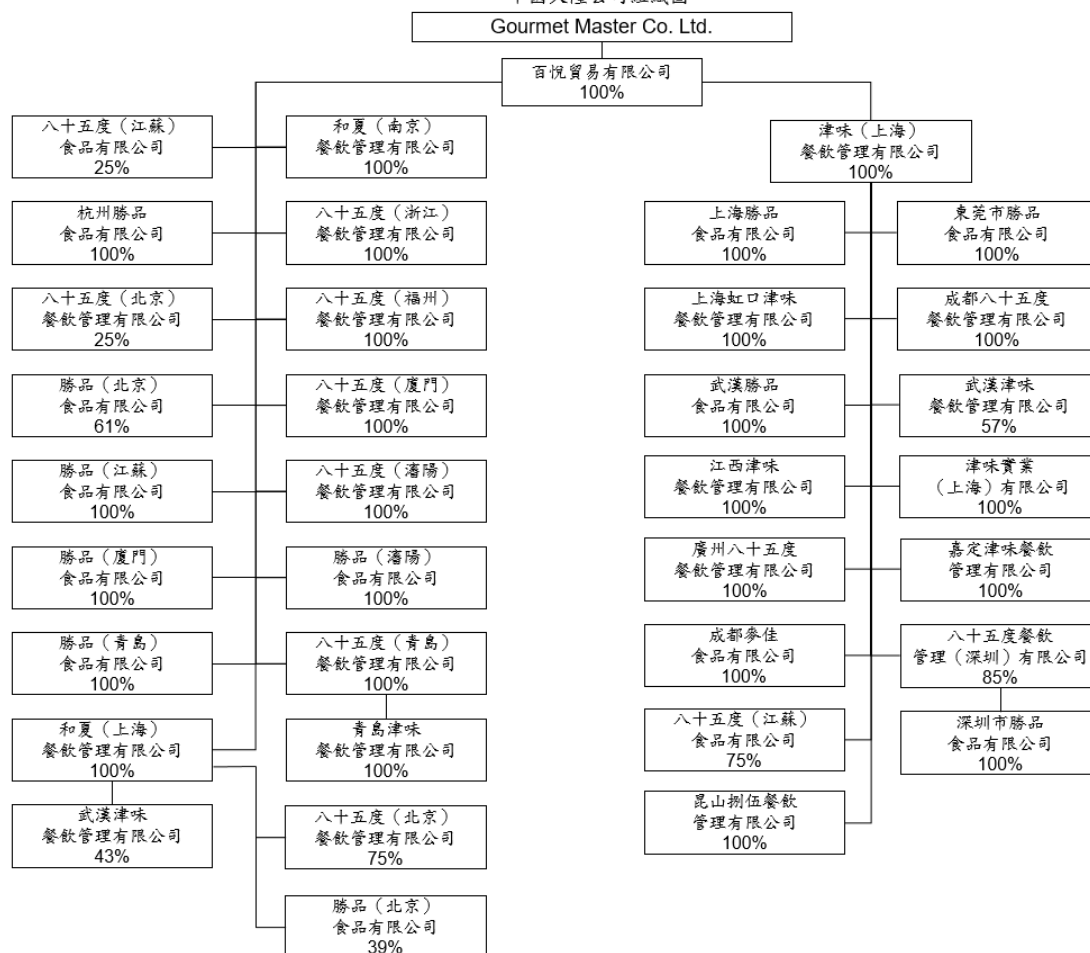 中國大陸公司組織圖
Gourmet Master Co. Ltd.
百悅貿易有限公司
100%
八十五度（江蘇）
食品有限公司
25%
和夏（南京）
餐飲管理有限公司
100%
津味（上海）
餐飲管理有限公司
100%
杭州勝品
食品有限公司
100%
八十五度（浙江）
餐飲管理有限公司
100%
上海勝品
食品有限公司
100%
東莞市勝品
食品有限公司
100%
八十五度（北京）
餐飲管理有限公司
25%
八十五度（福州）
餐飲管理有限公司
100%
上海虹口津味
餐飲管理有限公司
100%
成都八十五度
餐飲管理有限公司
100%
勝品（北京）
食品有限公司
61%
八十五度（廈門）
餐飲管理有限公司
100%
武漢勝品
食品有限公司
100%
武漢津味
餐飲管理有限公司
57%
勝品（江蘇）
食品有限公司
100%
八十五度（瀋陽）
餐飲管理有限公司
100%
江西津味
餐飲管理有限公司
100%
津味實業
（上海）有限公司
100%
勝品（廈門）
食品有限公司
100%
勝品（瀋陽）
食品有限公司
100%
廣州八十五度
餐飲管理有限公司
100%
嘉定津味餐飲
管理有限公司
100%
勝品（青島）
食品有限公司
100%
八十五度（青島）
餐飲管理有限公司
100%
成都麥佳
食品有限公司
100%
八十五度餐飲
管理（深圳）有限公司
85%
和夏（上海）
餐飲管理有限公司
100%
青島津味
餐飲管理有限公司
100%
八十五度（江蘇）
食品有限公司
75%
深圳市勝品
食品有限公司
100%
武漢津味
餐飲管理有限公司
43%
八十五度（北京）
餐飲管理有限公司
75%
昆山捌伍餐飲
管理有限公司
100%
勝品（北京）
食品有限公司
39%